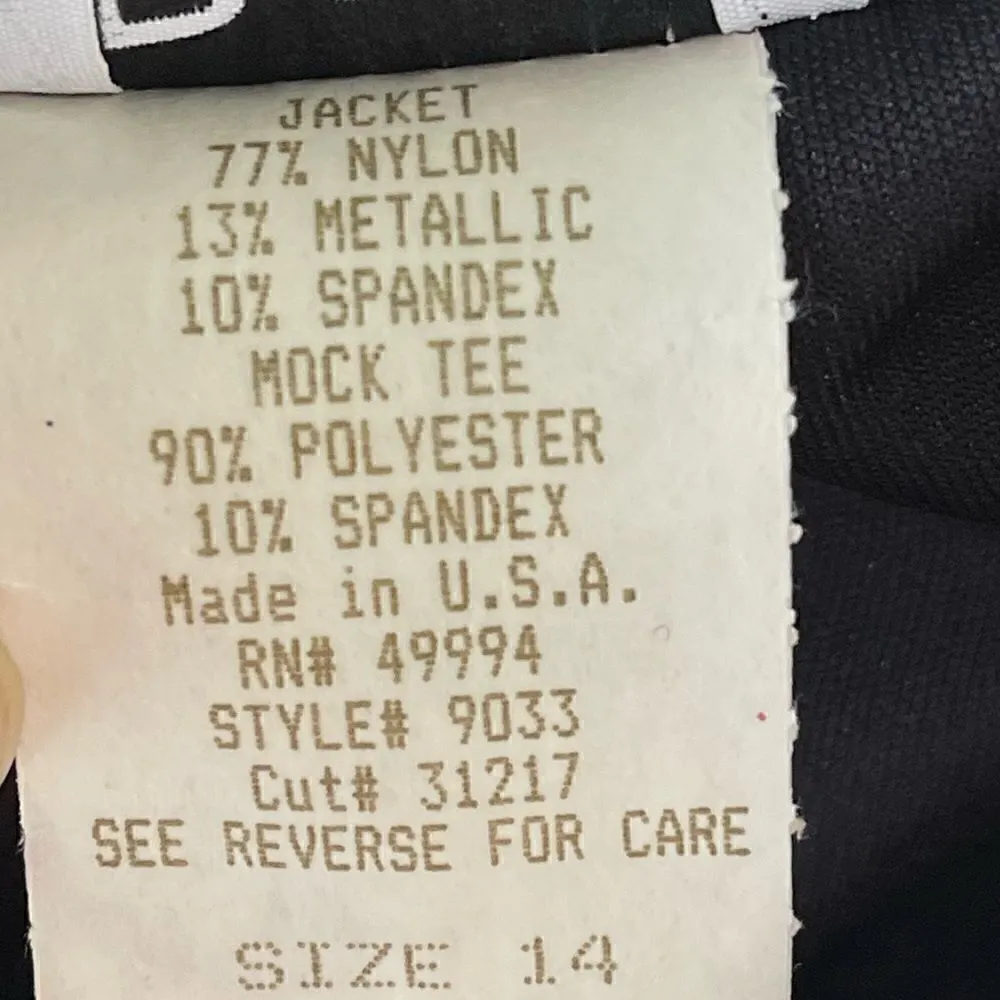 JACKET
77% NYLON
13% METALLIC
10% SPANDEX
MOCK TEE
90% POLYESTER
10% SPANDEX
Made in U.S.A.
RN# 49994
STYLE# 9033
Cut# 31217
SEE REVERSE FOR CARE
SIZE 14